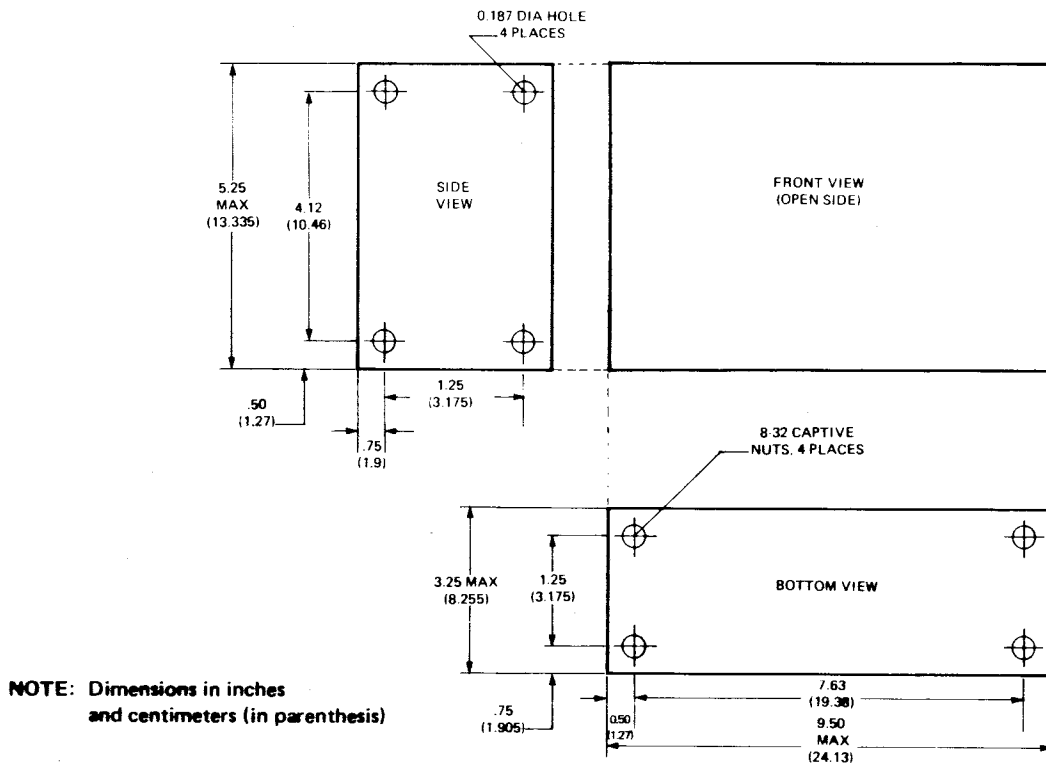 0.187 DIA HOLE
4 PLACES
5.25
MAX
(13.335)
4.12
(10.46)
SIDE
VIEW
FRONT VIEW
(OPEN SIDE)
.50
(1.27)
1.25
(3.175)
.75
(1.9)
8-32 CAPTIVE
NUTS, 4 PLACES
3.25 MAX
(8.255)
1.25
(3.175)
BOTTOM VIEW
.75
(1.905)
0.50
(1.27)
7.63
(19.38)
9.50
MAX
(24.13)
NOTE: Dimensions in inches
and centimeters (in parenthesis)